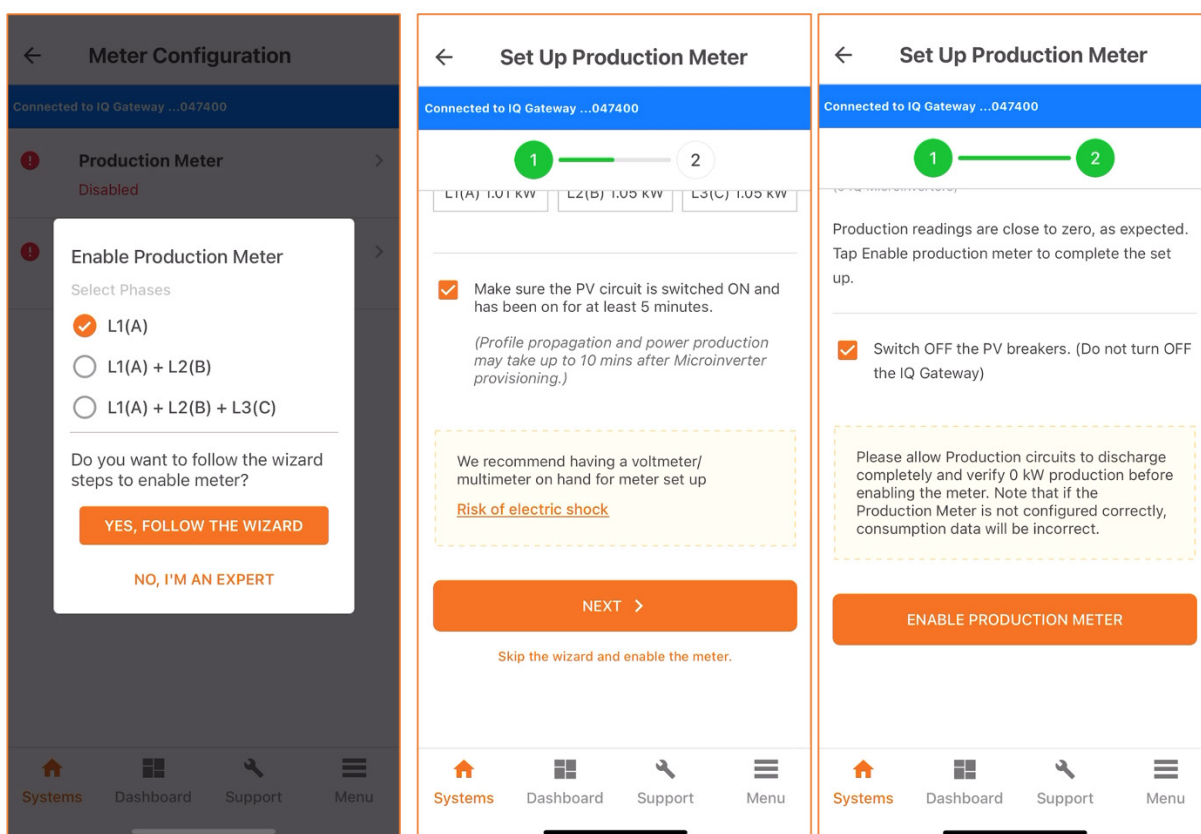 Meter Configuration
Connected to IQ Gateway ...047400
Production Meter
Disabled
Enable Production Meter
Select Phases
L1(A)
L1(A) + L2(B)
L1(A) + L2(B) + L3(C)
Do you want to follow the wizard
steps to enable meter?
YES, FOLLOW THE WIZARD
NO, I'M AN EXPERT
Systems
Dashboard
Support
Menu
Set Up Production Meter
Connected to IQ Gateway ...047400
1
2
L1(A) 1.01 kW
L2(B) 1.05 kW
L3(C) 1.05 kW
Make sure the PV circuit is switched ON and
has been on for at least 5 minutes.
(Profile propagation and power production
may take up to 10 mins after Microinverter
provisioning.)
We recommend having a voltmeter/
multimeter on hand for meter set up
Risk of electric shock
NEXT
Skip the wizard and enable the meter.
Systems
Dashboard
Support
Menu
Set Up Production Meter
Connected to IQ Gateway ...047400
1
2
Production readings are close to zero, as expected.
Tap Enable production meter to complete the set
up.
Switch OFF the PV breakers. (Do not turn OFF
the IQ Gateway)
Please allow Production circuits to discharge
completely and verify 0 kW production before
enabling the meter. Note that if the
Production Meter is not configured correctly,
consumption data will be incorrect.
ENABLE PRODUCTION METER
Systems
Dashboard
Support
Menu